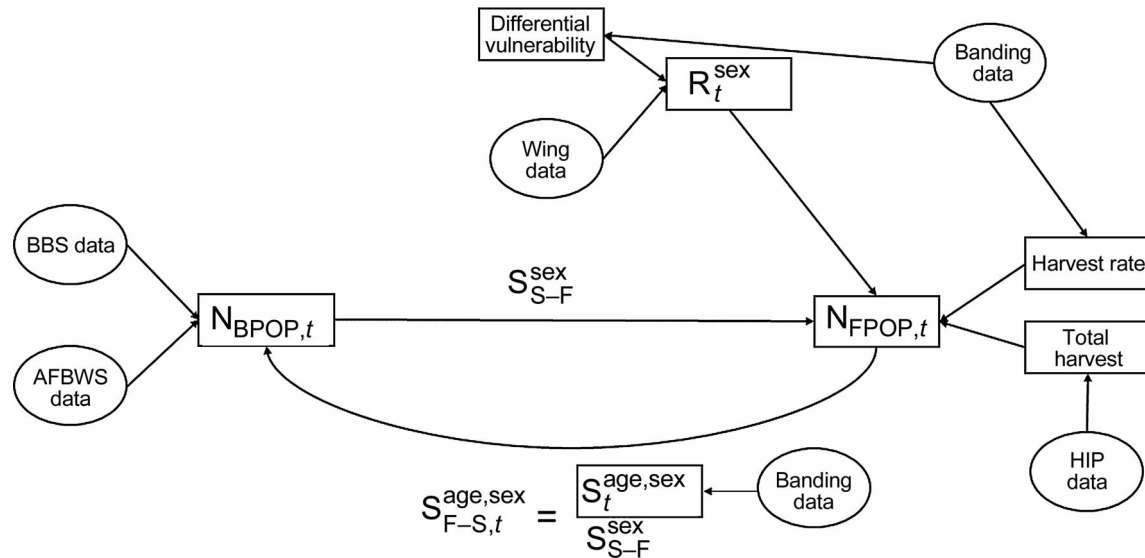 Differential
vulnerability
Banding
data
R_t^sex
Wing
data
BBS data
Harvest rate
S_S–F^sex
N_BPOP,t
N_FPOP,t
Total
harvest
AFBWS
data
HIP
data
Banding
data
S_F–S,t^age,sex = S_t^age,sex
S_S–F^sex